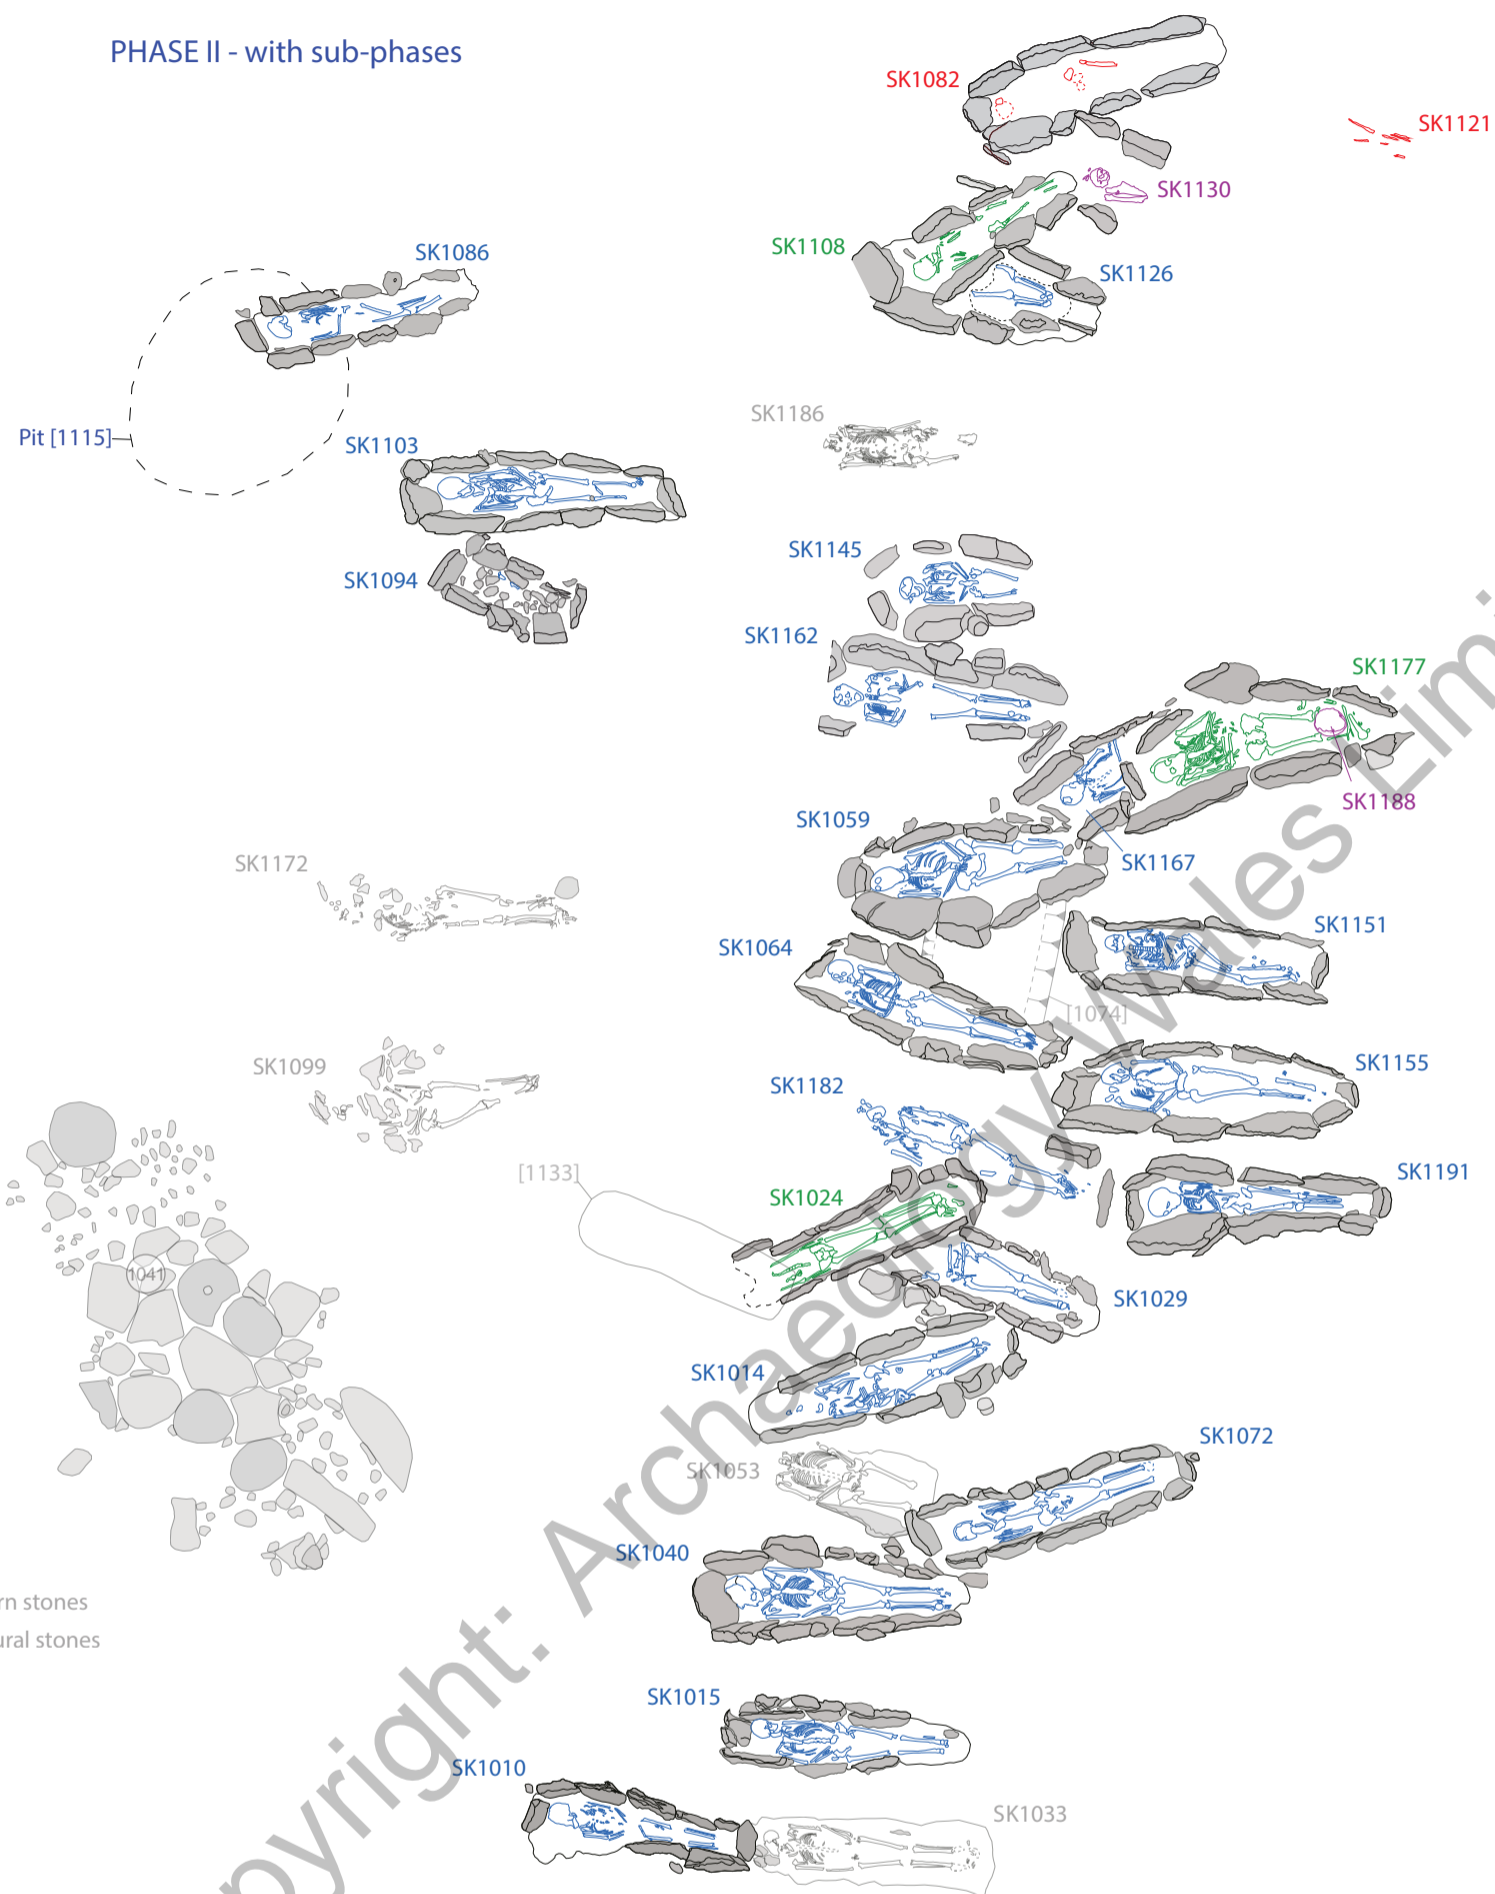 PHASE II - with sub-phases
SK1082
SK1121
SK1130
SK1108
SK1086
SK1126
SK1186
Pit [1115]
SK1103
SK1145
SK1094
SK1162
SK1177
SK1188
SK1059
SK1167
SK1172
SK1151
SK1064
[1074]
SK1099
SK1155
SK1182
[1133]
SK1191
SK1024
1041
SK1029
SK1014
SK1072
SK1053
SK1040
rn stones
ural stones
SK1015
SK1010
SK1033
pyright: Archaeology Wales Limi